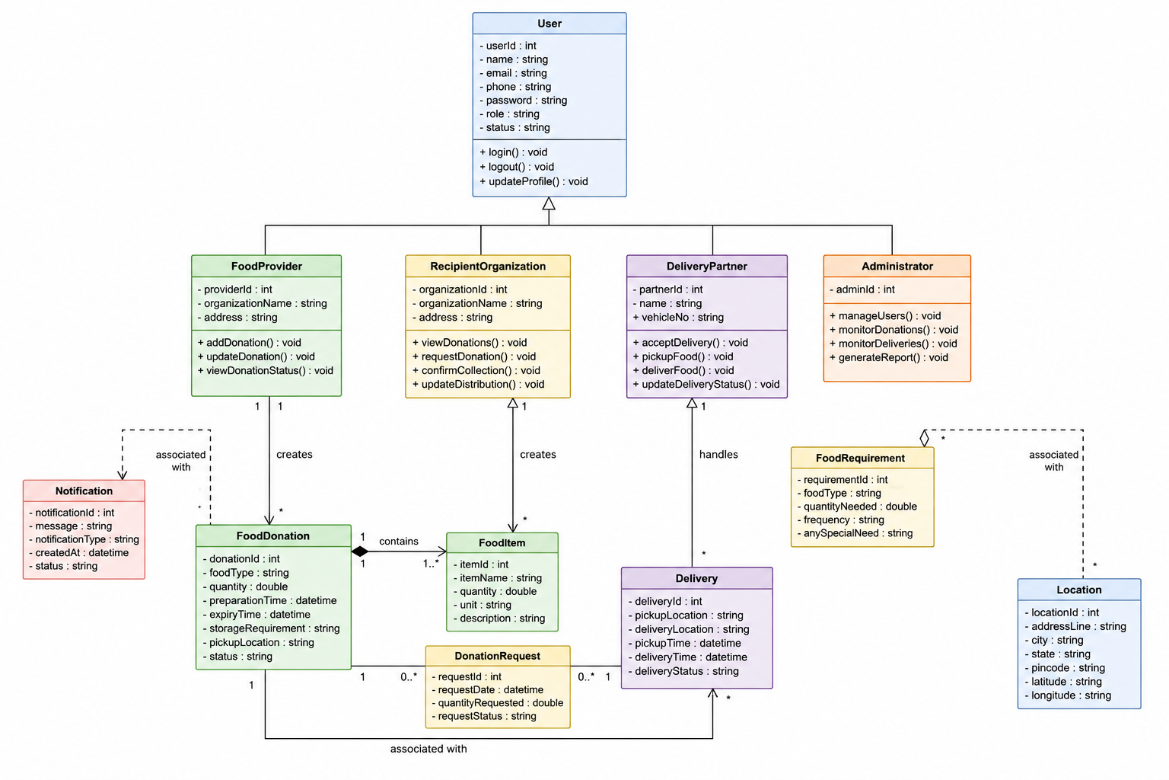 User
- userId : int
- name : string
- email : string
- phone : string
- password : string
- role : string
- status : string
+ login() : void
+ logout() : void
+ updateProfile() : void
FoodProvider
- providerId : int
- organizationName : string
- address : string
+ addDonation() : void
+ updateDonation() : void
+ viewDonationStatus() : void
RecipientOrganization
- organizationId : int
- organizationName : string
- address : string
+ viewDonations() : void
+ requestDonation() : void
+ confirmCollection() : void
+ updateDistribution() : void
DeliveryPartner
- partnerId : int
- name : string
+ vehicleNo : string
+ acceptDelivery() : void
+ pickupFood() : void
+ deliverFood() : void
+ updateDeliveryStatus() : void
Administrator
- adminId : int
+ manageUsers() : void
+ monitorDonations() : void
+ monitorDeliveries() : void
+ generateReport() : void
1 1
creates
*
1
creates
*
1
handles
*
associated
with
*
Notification
- notificationId : int
- message : string
- notificationType : string
- createdAt : datetime
- status : string
FoodDonation
- donationId : int
- foodType : string
- quantity : double
- preparationTime : datetime
- expiryTime : datetime
- storageRequirement : string
- pickupLocation : string
- status : string
1
contains
1
1..*
FoodItem
- itemId : int
- itemName : string
- quantity : double
- unit : string
- description : string
FoodRequirement
- requirementId : int
- foodType : string
- quantityNeeded : double
- frequency : string
- anySpecialNeed : string
*
associated
with
*
Location
- locationId : int
- addressLine : string
- city : string
- state : string
- pincode : string
- latitude : string
- longitude : string
Delivery
- deliveryId : int
- pickupLocation : string
- deliveryLocation : string
- pickupTime : datetime
- deliveryTime : datetime
- deliveryStatus : string
DonationRequest
- requestId : int
- requestDate : datetime
- quantityRequested : double
- requestStatus : string
1
0..*
0..*
1
1
*
associated with